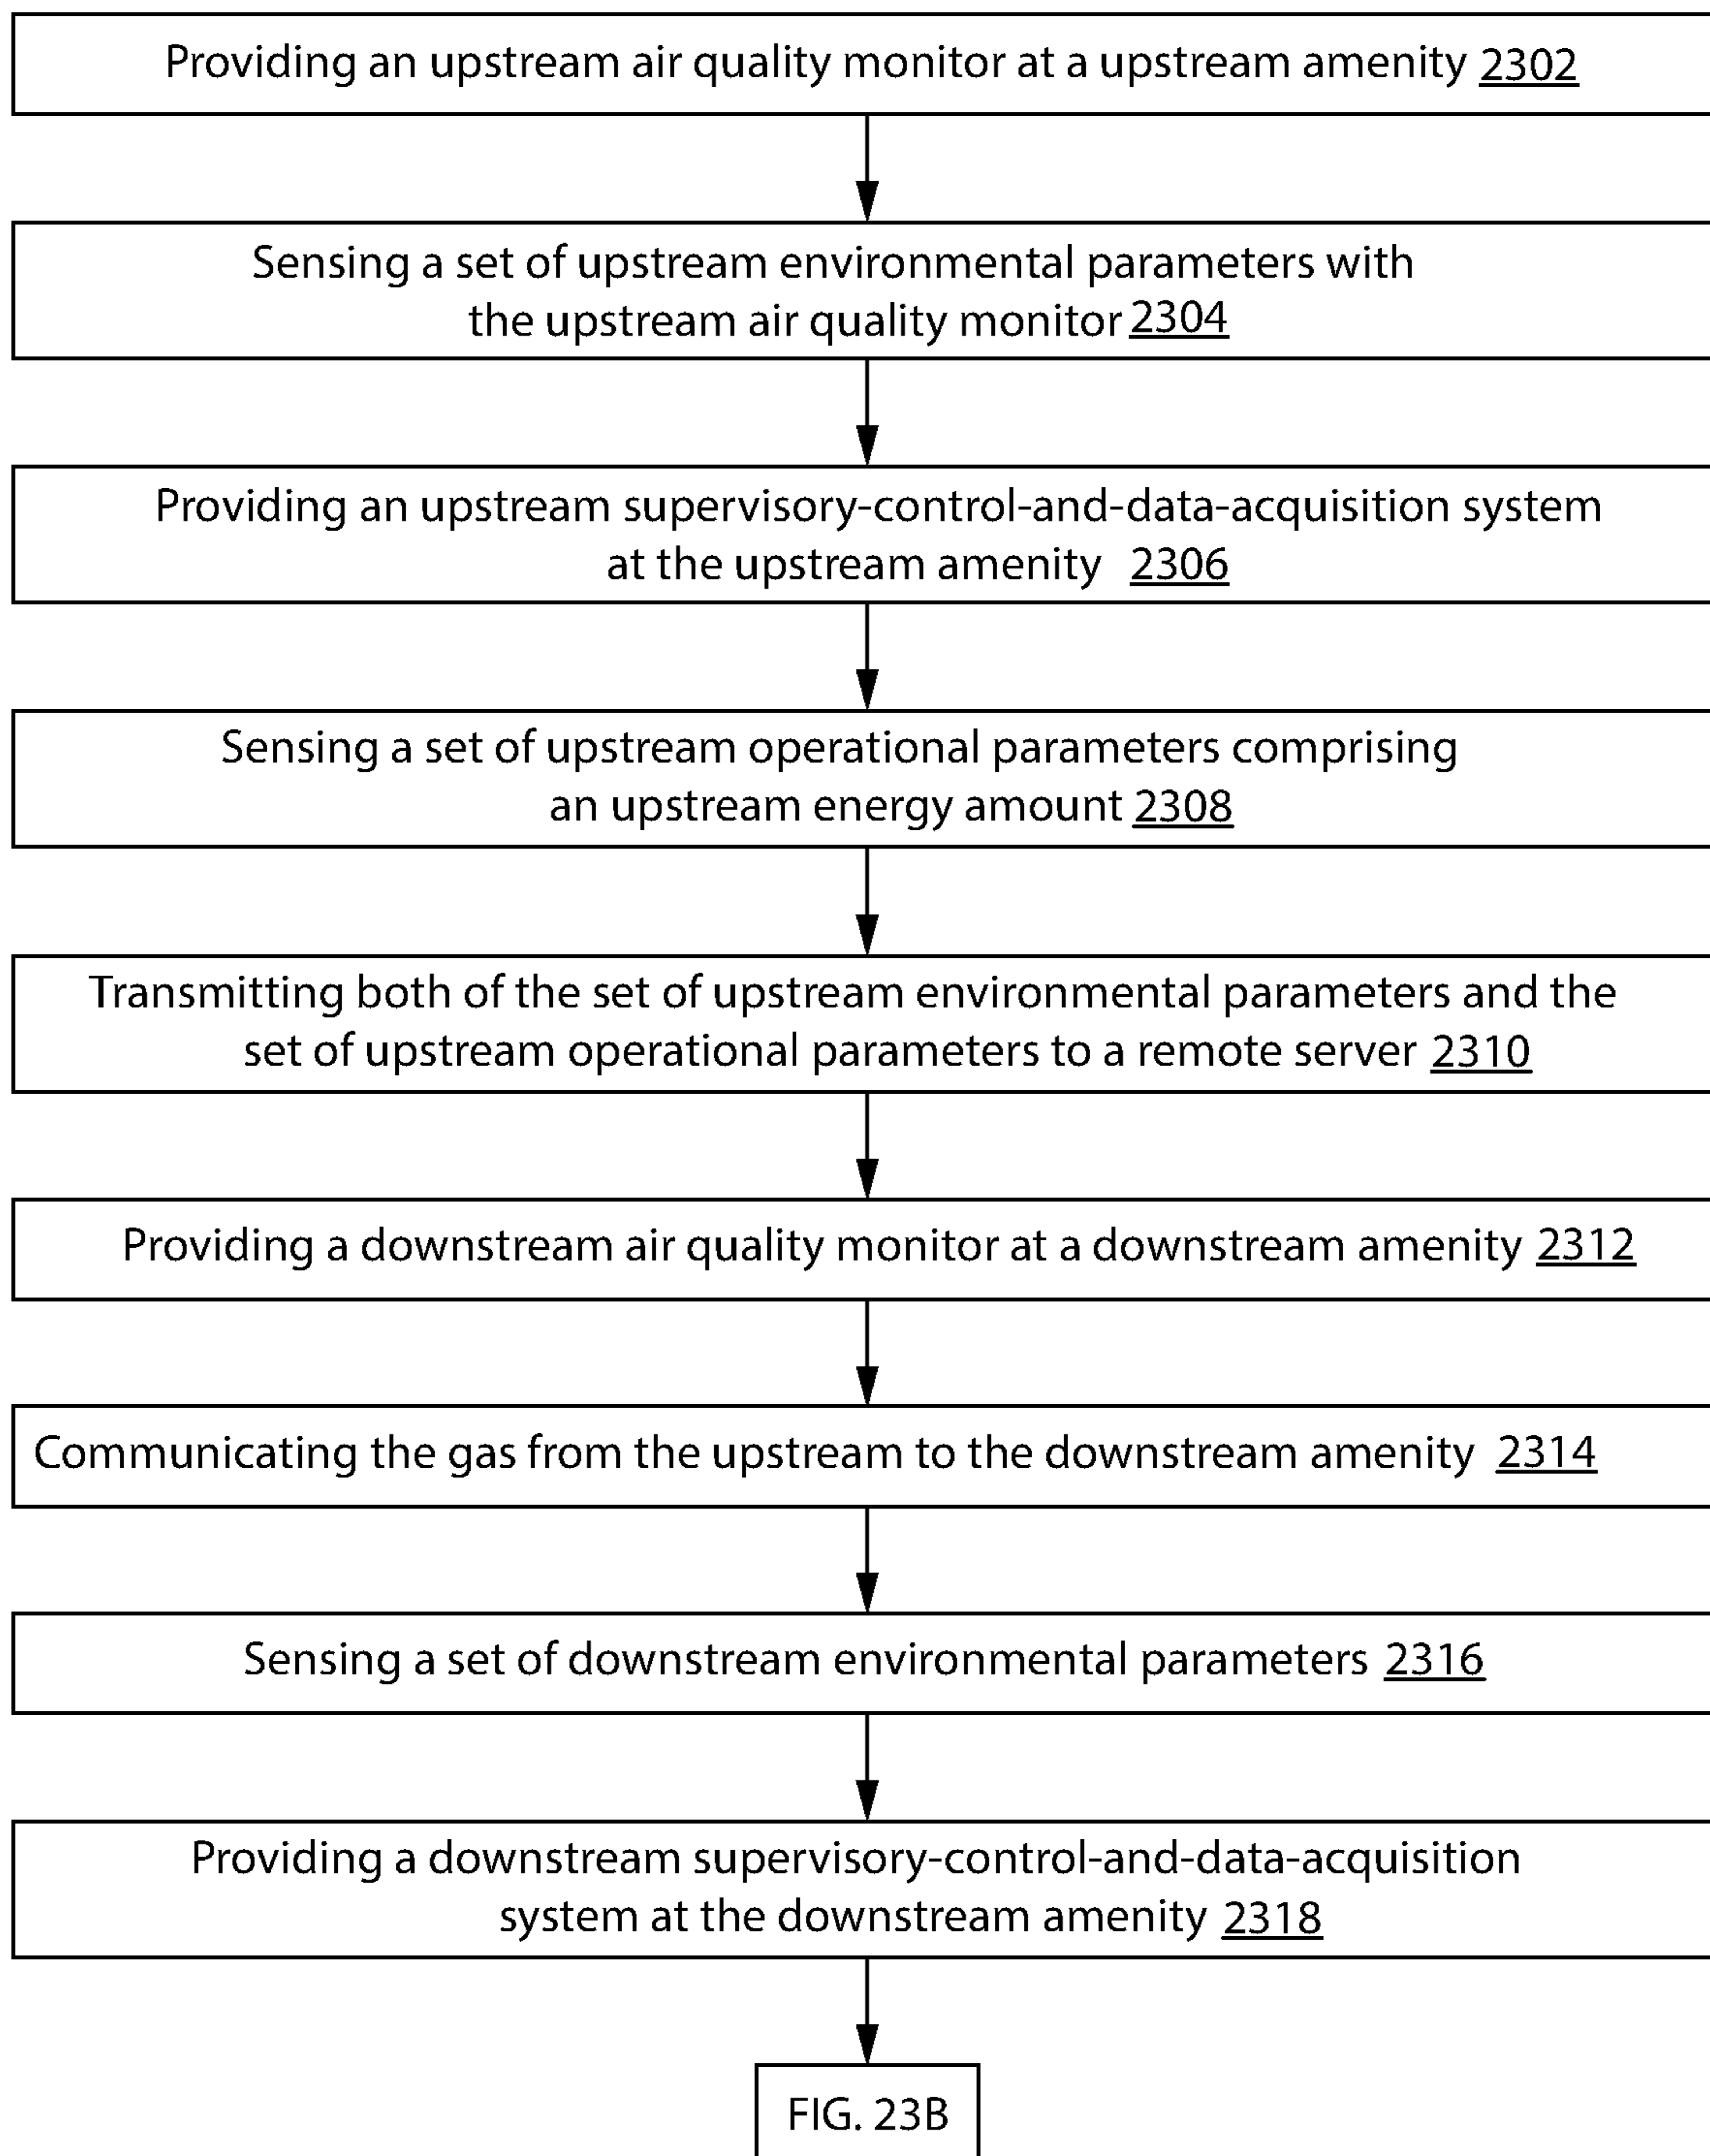 Providing an upstream air quality monitor at a upstream amenity 2302
Sensing a set of upstream environmental parameters with
the upstream air quality monitor 2304
Providing an upstream supervisory-control-and-data-acquisition system
at the upstream amenity 2306
Sensing a set of upstream operational parameters comprising
an upstream energy amount 2308
Transmitting both of the set of upstream environmental parameters and the
set of upstream operational parameters to a remote server 2310
Providing a downstream air quality monitor at a downstream amenity 2312
Communicating the gas from the upstream to the downstream amenity 2314
Sensing a set of downstream environmental parameters 2316
Providing a downstream supervisory-control-and-data-acquisition
system at the downstream amenity 2318
FIG. 23B